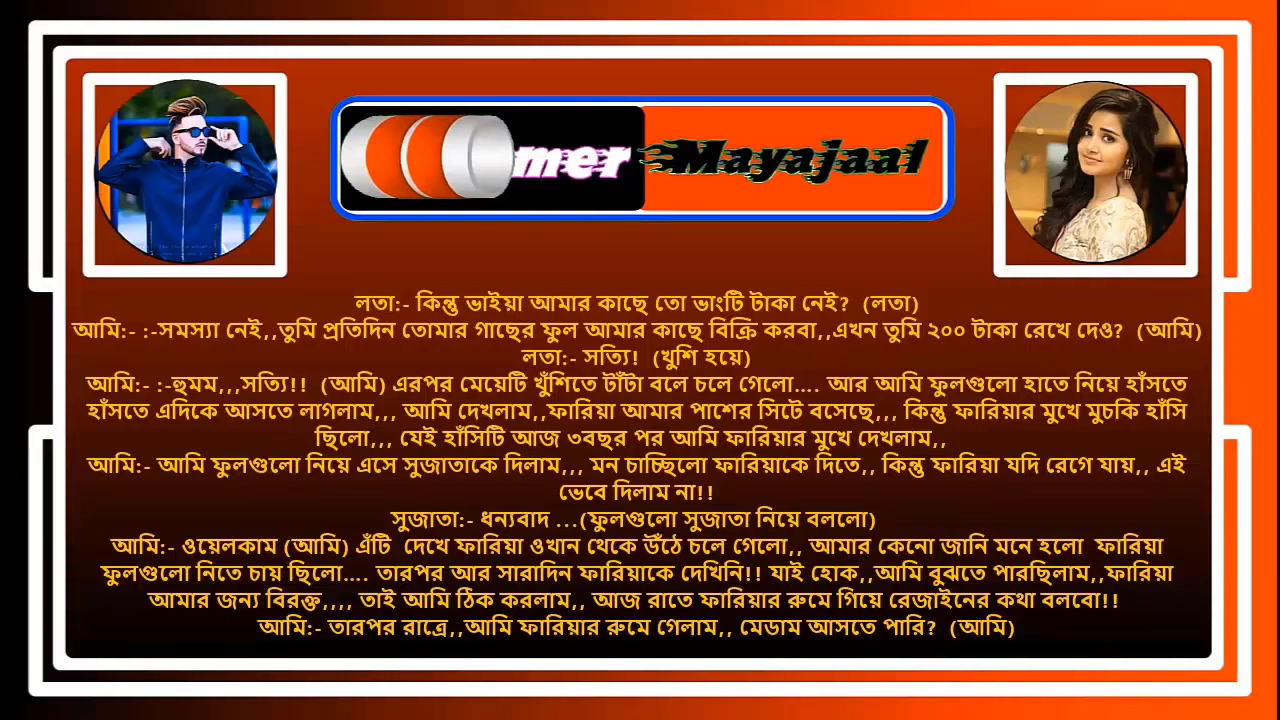 mer Mayajaal
লতা:- কিন্তু ভাইয়া আমার কাছে তো ভাংটি টাকা নেই? (লতা)
আমি:- :-সমস্যা নেই,,তুমি প্রতিদিন তোমার গাছের ফুল আমার কাছে বিক্রি করবা,,এখন তুমি ২০০ টাকা রেখে দেও? (আমি)
লতা:- সত্যি! (খুশি হয়ে)
আমি:- :-হুমম,,,সত্যি!! (আমি) এরপর মেয়েটি খুঁশিতে টাঁটা বলে চলে গেলো.... আর আমি ফুলগুলো হাতে নিয়ে হাঁসতে
হাঁসতে এদিকে আসতে লাগলাম,,, আমি দেখলাম,,ফারিয়া আমার পাশের সিটে বসেছে,,, কিন্তু ফারিয়ার মুখে মুচকি হাঁসি
ছিলো,,, যেই হাঁসিটি আজ ৩বছর পর আমি ফারিয়ার মুখে দেখলাম,,
আমি:- আমি ফুলগুলো নিয়ে এসে সুজাতাকে দিলাম,,, মন চাচ্ছিলো ফারিয়াকে দিতে,, কিন্তু ফারিয়া যদি রেগে যায়,, এই
ভেবে দিলাম না!!
সুজাতা:- ধন্যবাদ ...(ফুলগুলো সুজাতা নিয়ে বললো)
আমি:- ওয়েলকাম (আমি) এঁটি দেখে ফারিয়া ওখান থেকে উঁঠে চলে গেলো,, আমার কেনো জানি মনে হলো ফারিয়া
ফুলগুলো নিতে চায় ছিলো.... তারপর আর সারাদিন ফারিয়াকে দেখিনি!! যাই হোক,,আমি বুঝতে পারছিলাম,,ফারিয়া
আমার জন্য বিরক্ত,,,, তাই আমি ঠিক করলাম,, আজ রাতে ফারিয়ার রুমে গিয়ে রেজাইনের কথা বলবো!!
আমি:- তারপর রাত্রে,,আমি ফারিয়ার রুমে গেলাম,, মেডাম আসতে পারি? (আমি)